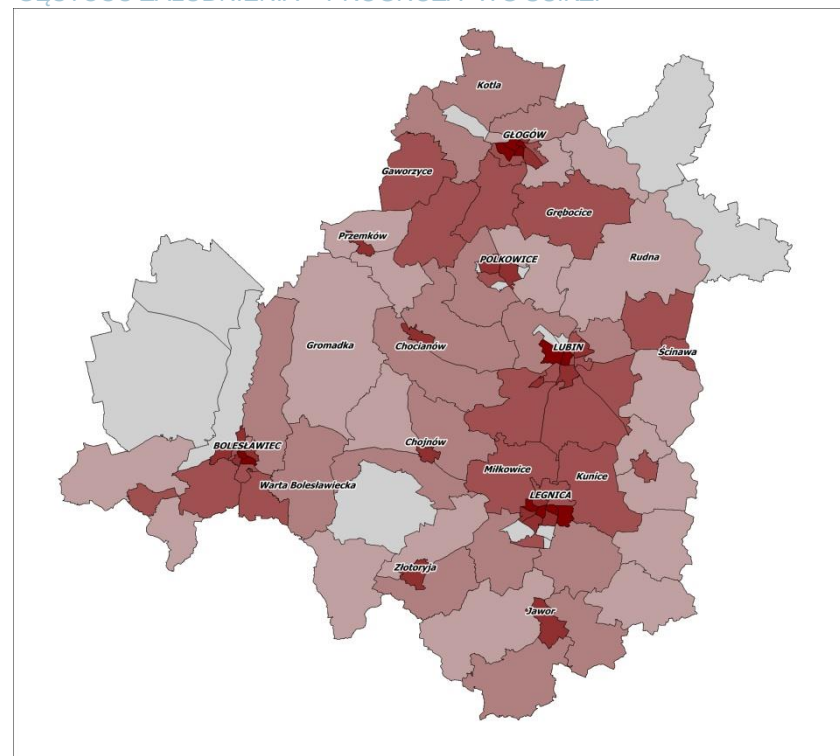 Kotla
GŁOGÓW
Gaworzyce
Grębocice
Przemków
POLKOWICE
Rudna
Gromadka
Chocianów
LUBIN
Ścinawa
BOLESŁAWIEC
Chojnów
Warta Bolesławiecka
Miłkowice
Kunice
LEGNICA
Złotoryja
Jawor